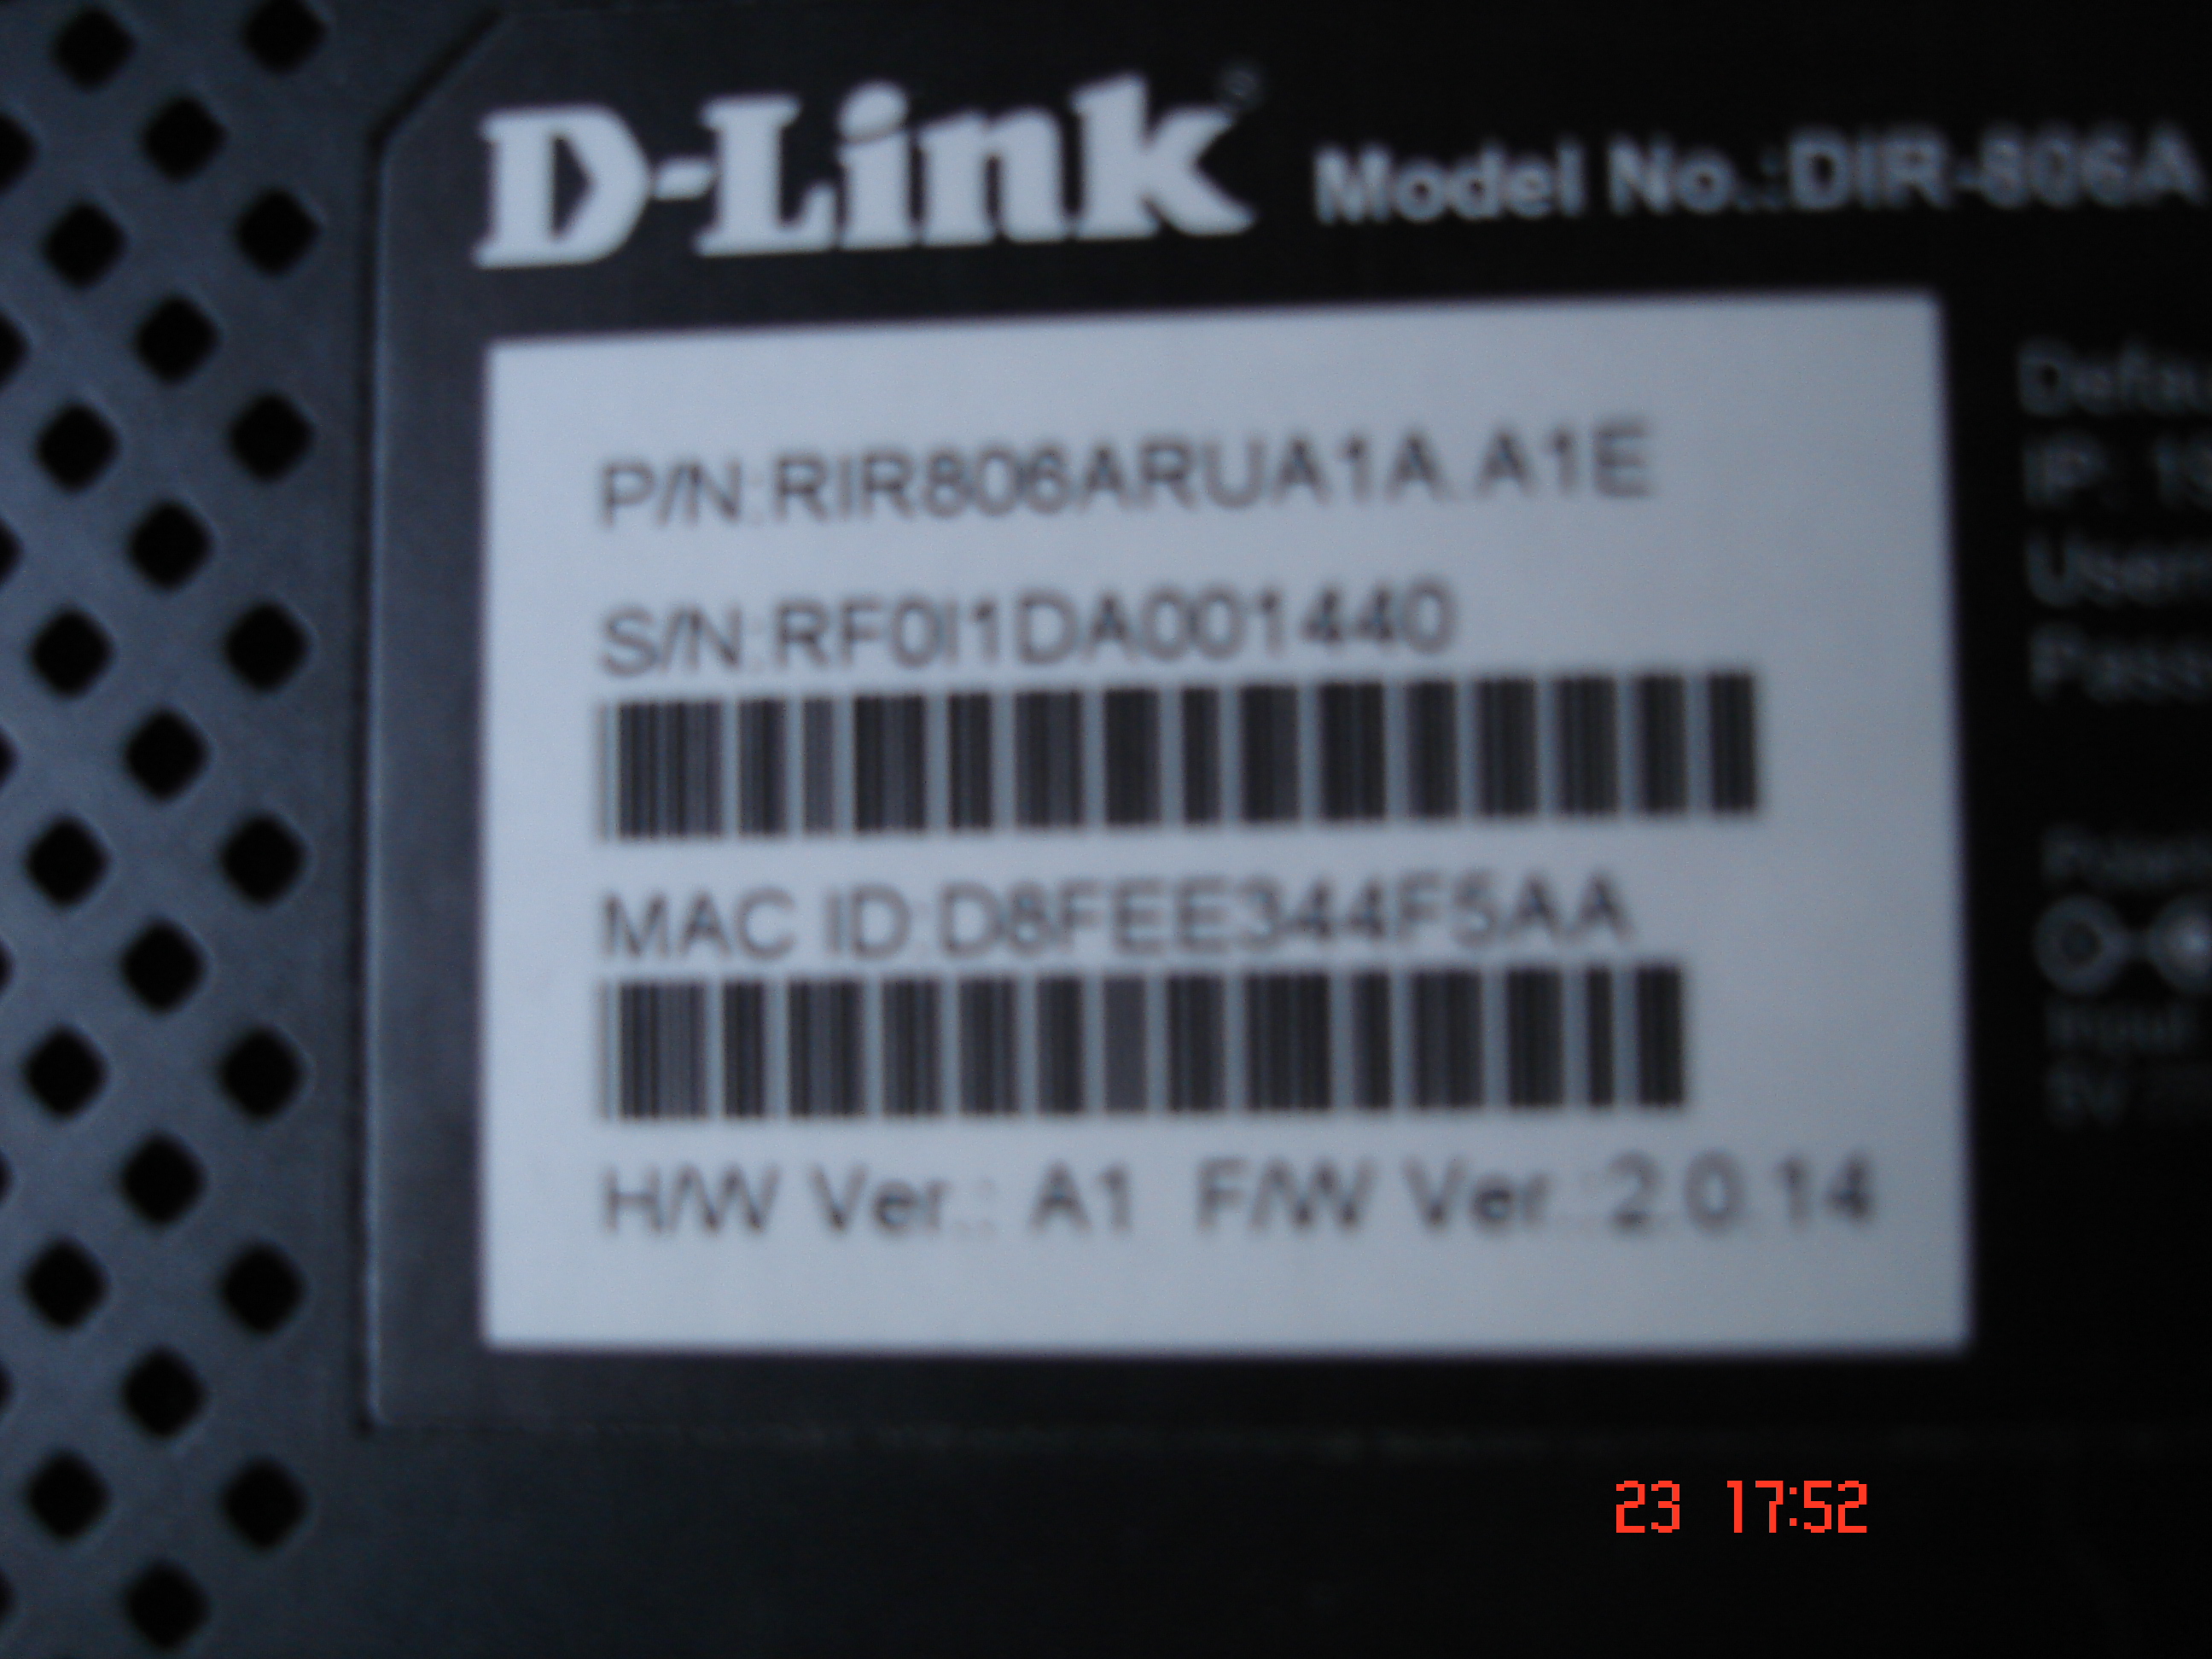 D-Link
Model No.:DIR-806A
P/N:RIR806ARUA1A.A1E
S/N:RF0I1DA001440
MAC ID:D8FEE344F5AA
H/W Ver.: A1 F/W Ver.:2.0.14
IP:
23 17:52